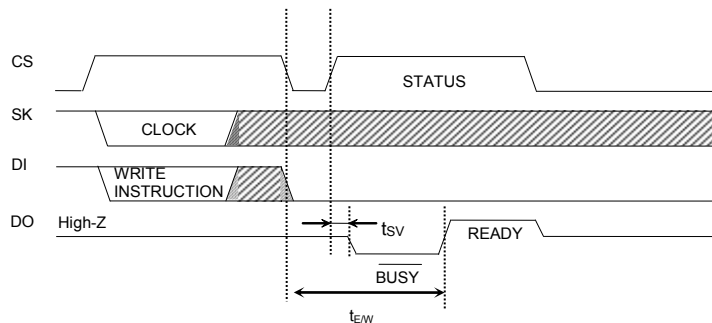 CS
STATUS
SK
CLOCK
DI
WRITE
INSTRUCTION
DO
High-Z
tSV
READY
BUSY
tE/W